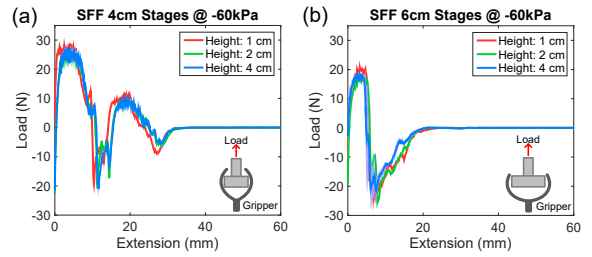 (a)
SFF 4cm Stages @ -60kPa
Load (N)
30
20
10
0
-10
-20
-30
Height: 1 cm
Height: 2 cm
Height: 4 cm
Load
Gripper
0
20
40
60
Extension (mm)
(b)
SFF 6cm Stages @ -60kPa
Load (N)
30
20
10
0
-10
-20
-30
Height: 1 cm
Height: 2 cm
Height: 4 cm
Load
Gripper
0
20
40
60
Extension (mm)